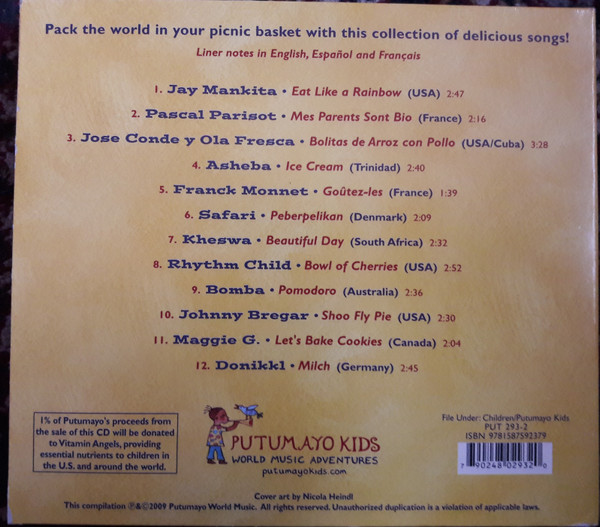 Pack the world in your picnic basket with this collection of delicious songs!
Liner notes in English, Español and Français
1. Jay Mankita • Eat Like a Rainbow (USA) 2:47
2. Pascal Parisot • Mes Parents Sont Bio (France) 2:16
3. Jose Conde y Ola Fresca • Bolitas de Arroz con Pollo (USA/Cuba) 3:28
4. Asheba • Ice Cream (Trinidad) 2:40
5. Franck Monnet • Goûtez-les (France) 1:39
6. Safari • Peberpelikan (Denmark) 2:09
7. Kheswa • Beautiful Day (South Africa) 2:32
8. Rhythm Child • Bowl of Cherries (USA) 2:52
9. Bomba • Pomodoro (Australia) 2:36
10. Johnny Bregar • Shoo Fly Pie (USA) 2:30
11. Maggie G. • Let's Bake Cookies (Canada) 2:04
12. Donikkl • Milch (Germany) 2:45
1% of Putumayo's proceeds from
the sale of this CD will be donated
to Vitamin Angels, providing
essential nutrients to children in
the U.S. and around the world.
PUTUMAYO KIDS
WORLD MUSIC ADVENTURES
putumayokids.com
File Under: Children/Putumayo Kids
PUT 293-2
ISBN 9781587592379
7 90248 02932 0
Cover art by Nicola Heindl
This compilation ℗&©2009 Putumayo World Music. All rights reserved. Unauthorized duplication is a violation of applicable laws.